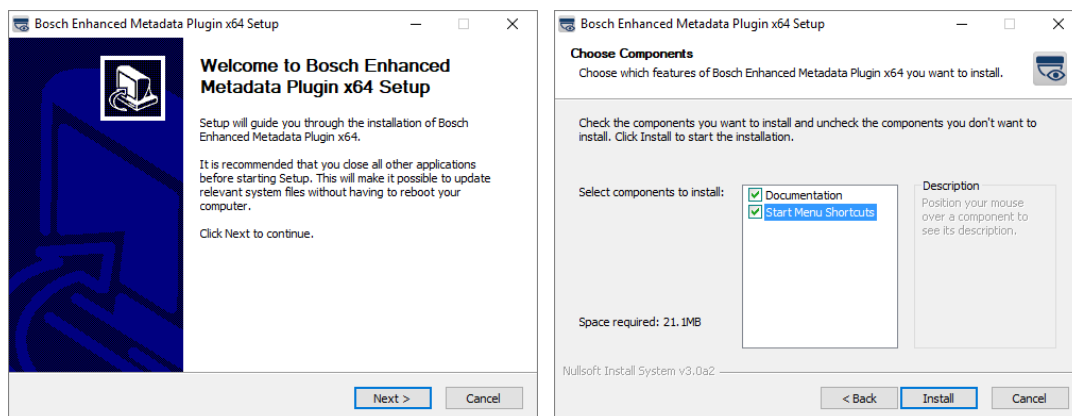 Bosch Enhanced Metadata Plugin x64 Setup
Welcome to Bosch Enhanced
Metadata Plugin x64 Setup
Setup will guide you through the installation of Bosch
Enhanced Metadata Plugin x64.
It is recommended that you close all other applications
before starting Setup. This will make it possible to update
relevant system files without having to reboot your
computer.
Click Next to continue.
Next >
Cancel
Bosch Enhanced Metadata Plugin x64 Setup
Choose Components
Choose which features of Bosch Enhanced Metadata Plugin x64 you want to install.
Check the components you want to install and uncheck the components you don't want to
install. Click Install to start the installation.
Select components to install:
Documentation
Start Menu Shortcuts
Description
Position your mouse
over a component to
see its description.
Space required: 21.1MB
Nullsoft Install System v3.0a2
< Back
Install
Cancel